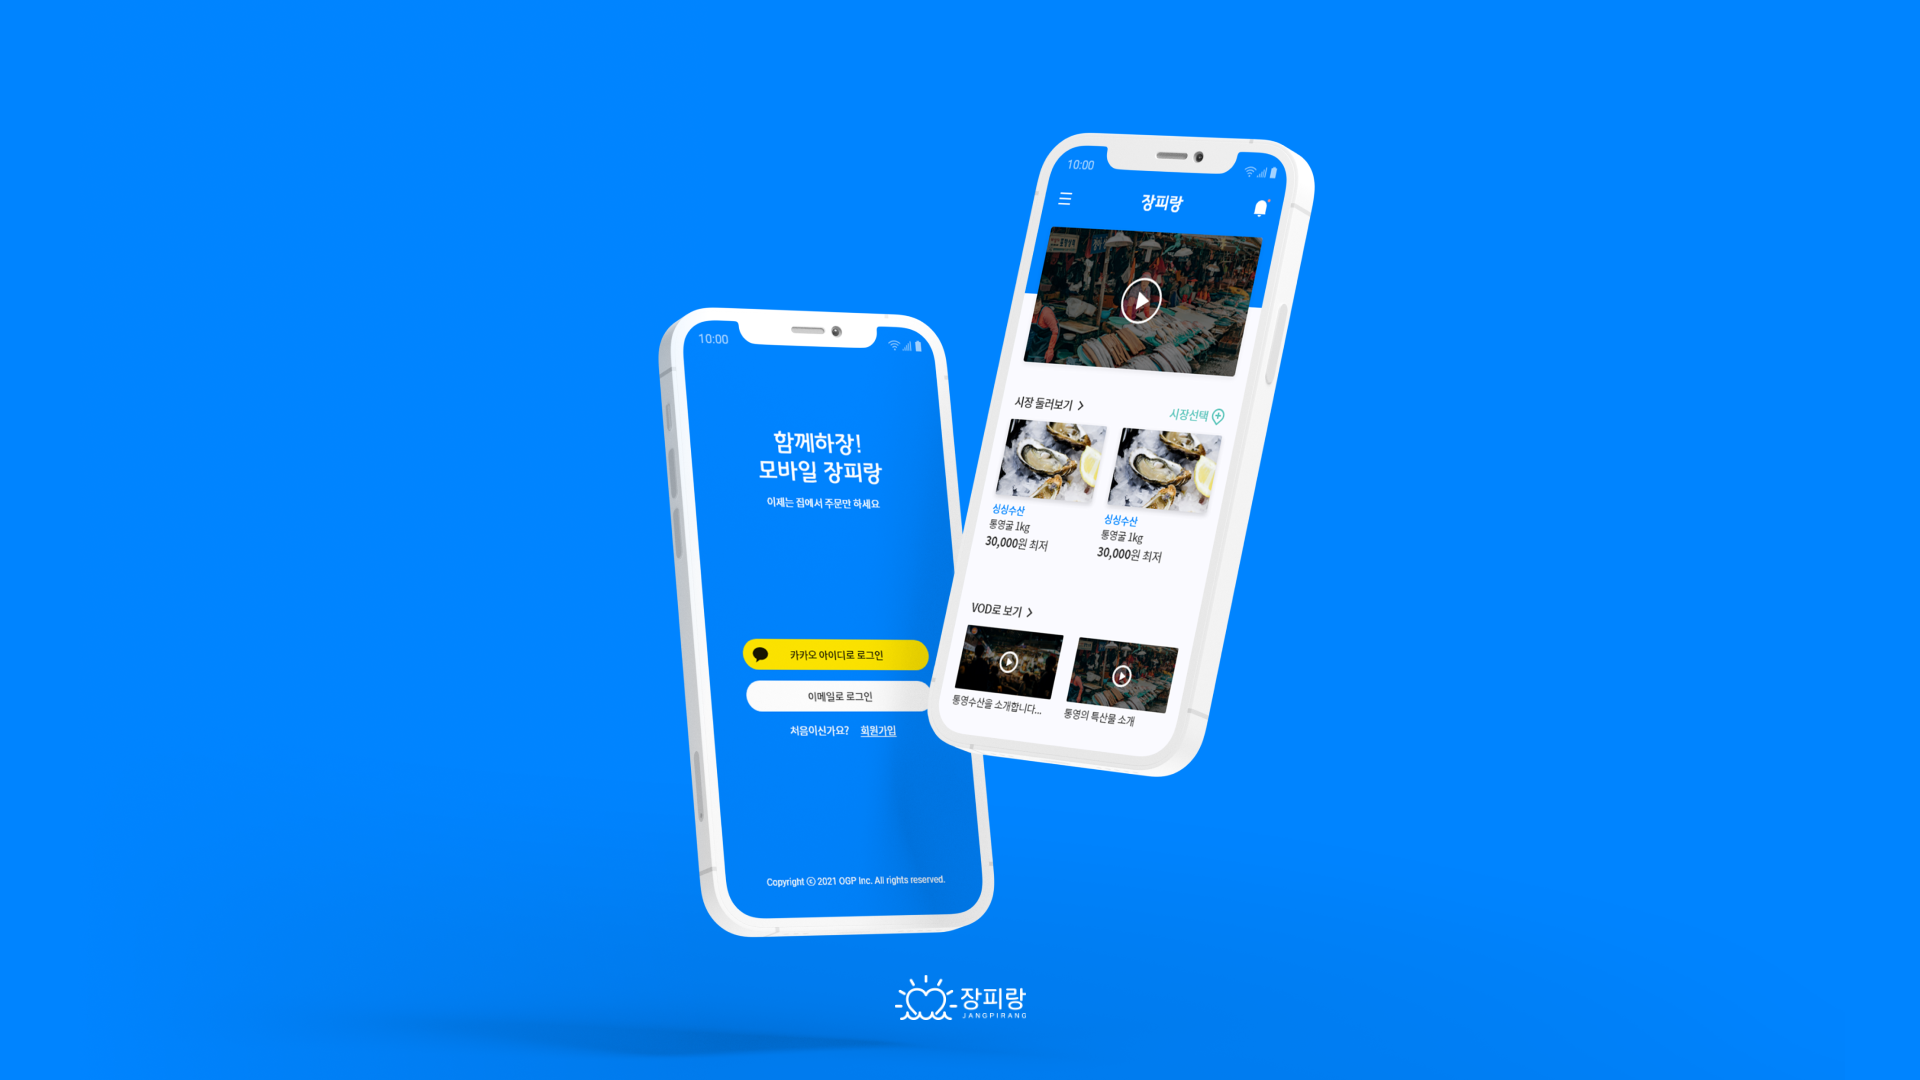 10:00
함께하장!
모바일 장피랑
이제는 집에서 주문만 하세요
카카오 아이디로 로그인
이메일로 로그인
처음이신가요? 회원가입
Copyright ⓒ 2021 OGP Inc. All rights reserved.
10:00
장피랑
시장 둘러보기 >
시장선택
싱싱수산
통영굴 1kg
30,000원 최저
싱싱수산
통영굴 1kg
30,000원 최저
VOD로 보기 >
통영수산을 소개합니다...
통영의 특산물 소개
장피랑
JANGPIRANG